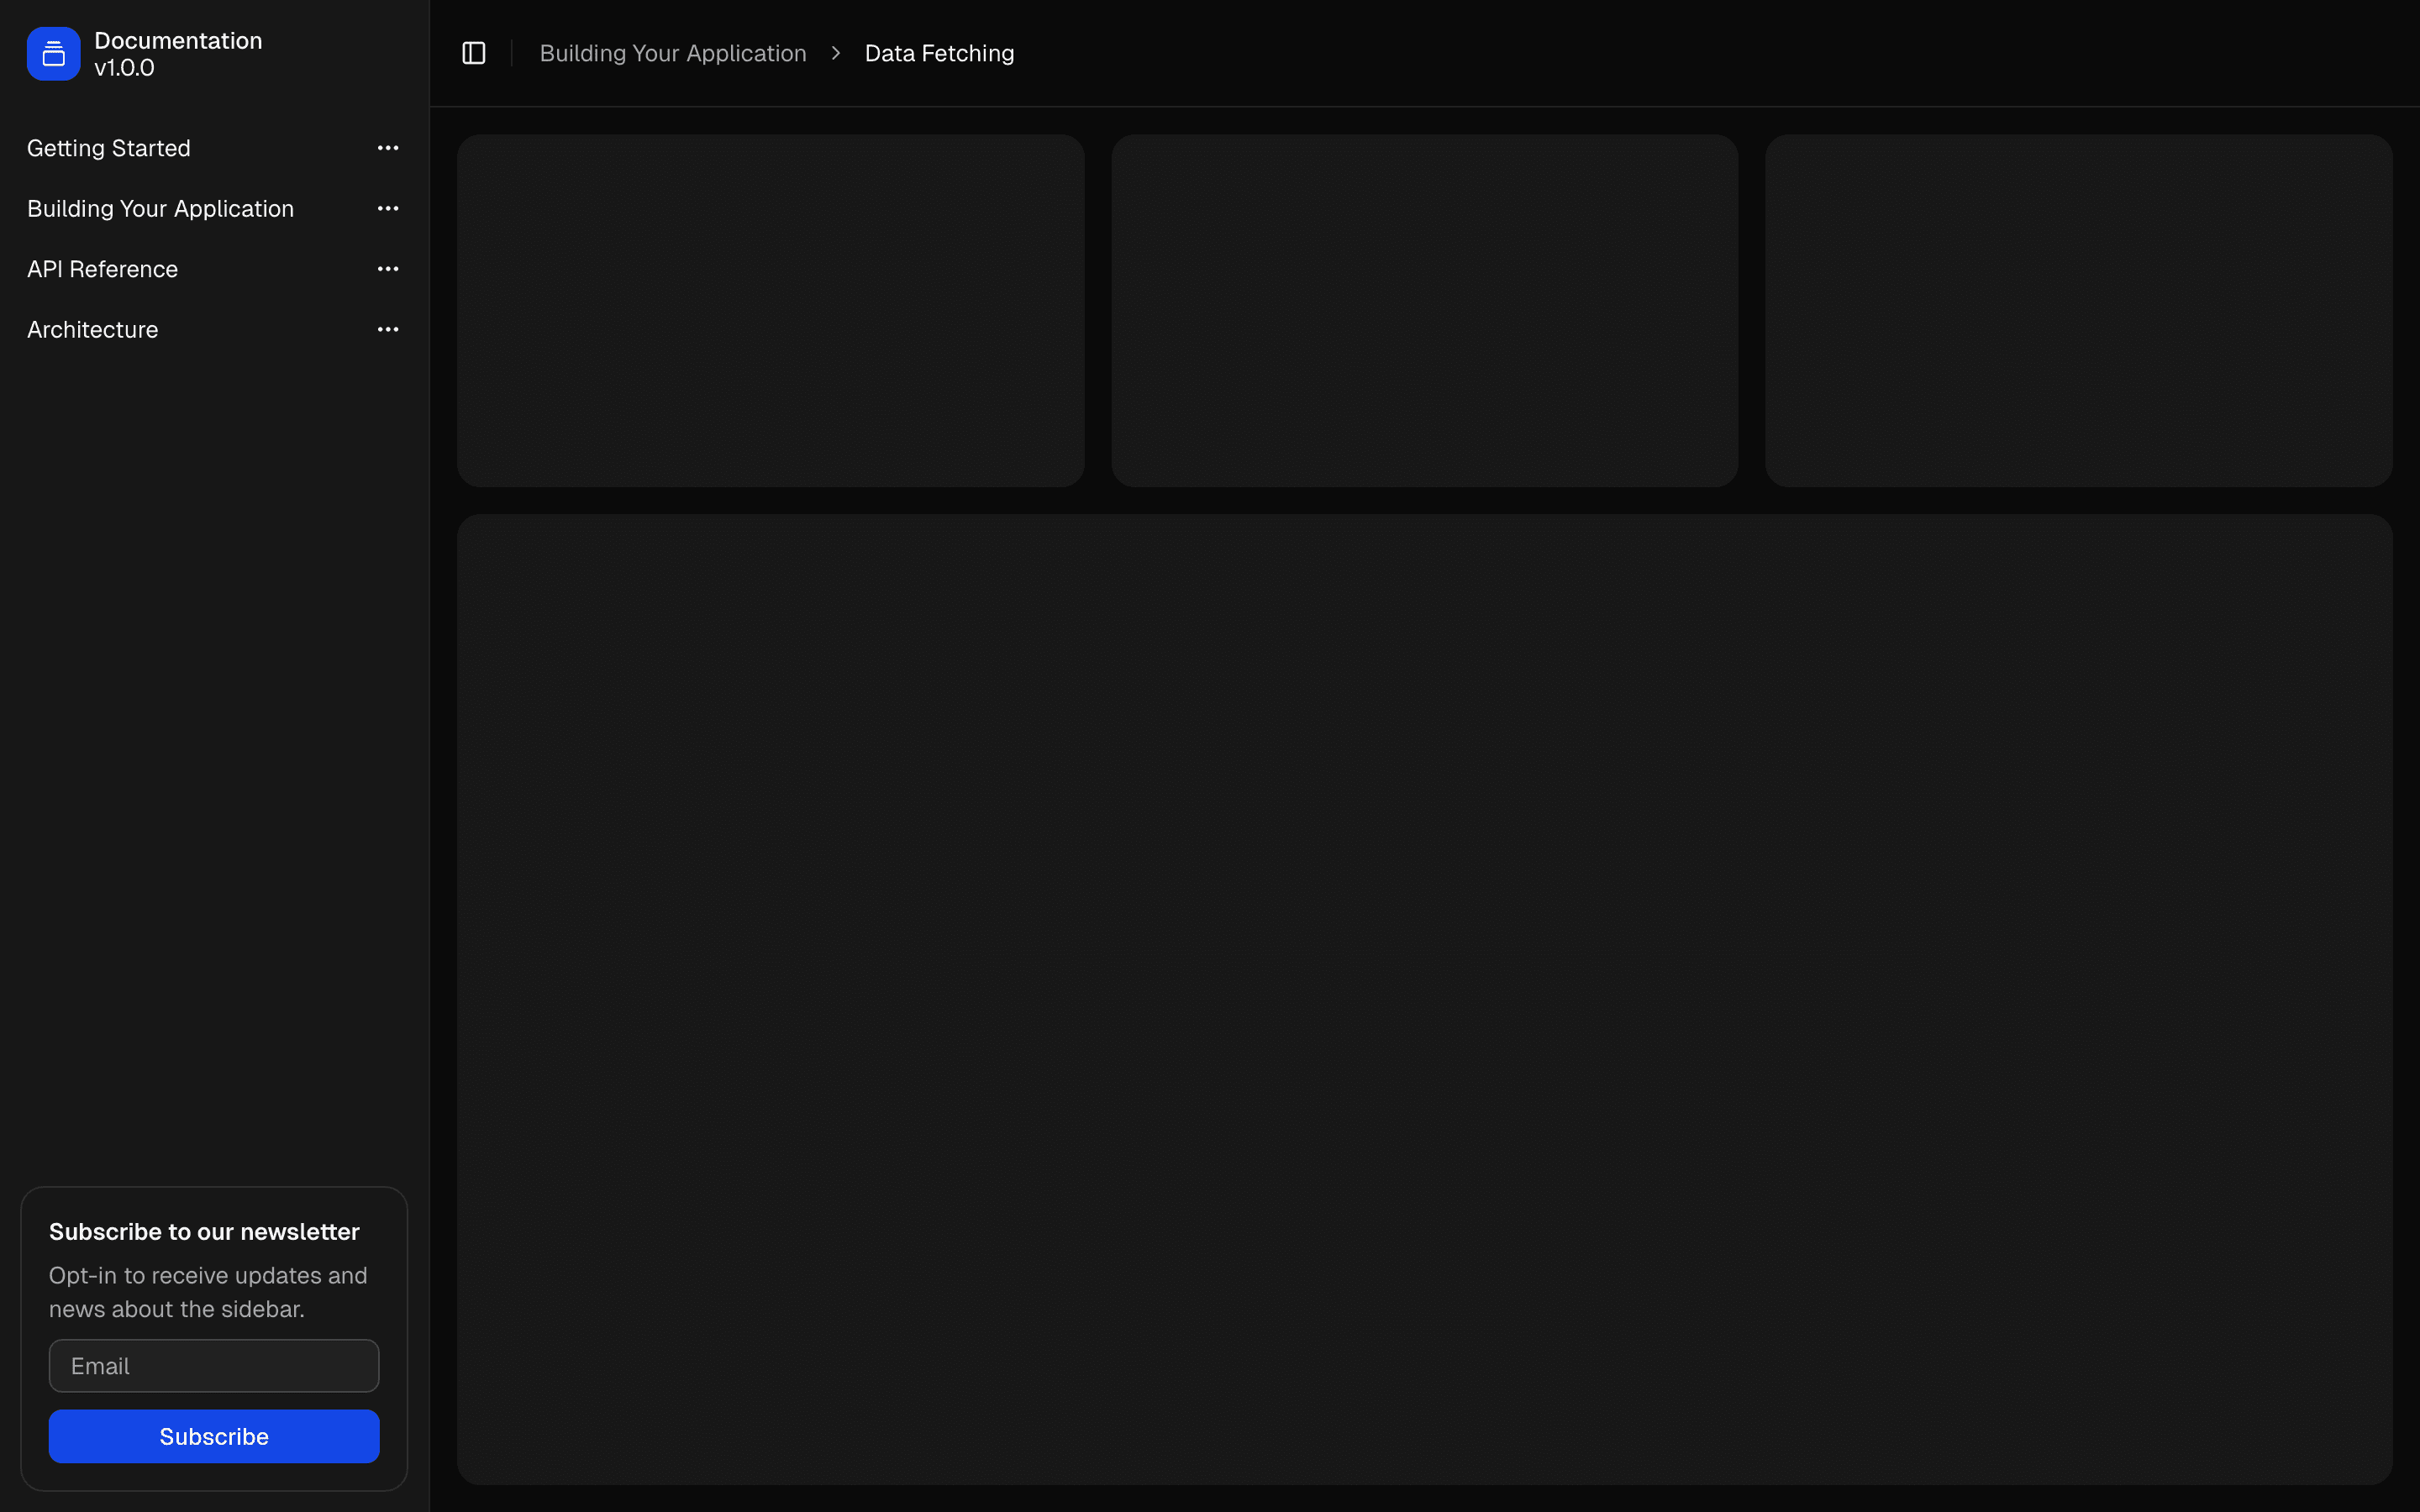 Documentation
v1.0.0
Getting Started
Building Your Application
API Reference
Architecture
Subscribe to our newsletter
Opt-in to receive updates and
news about the sidebar.
Email
Subscribe
Building Your Application
Data Fetching